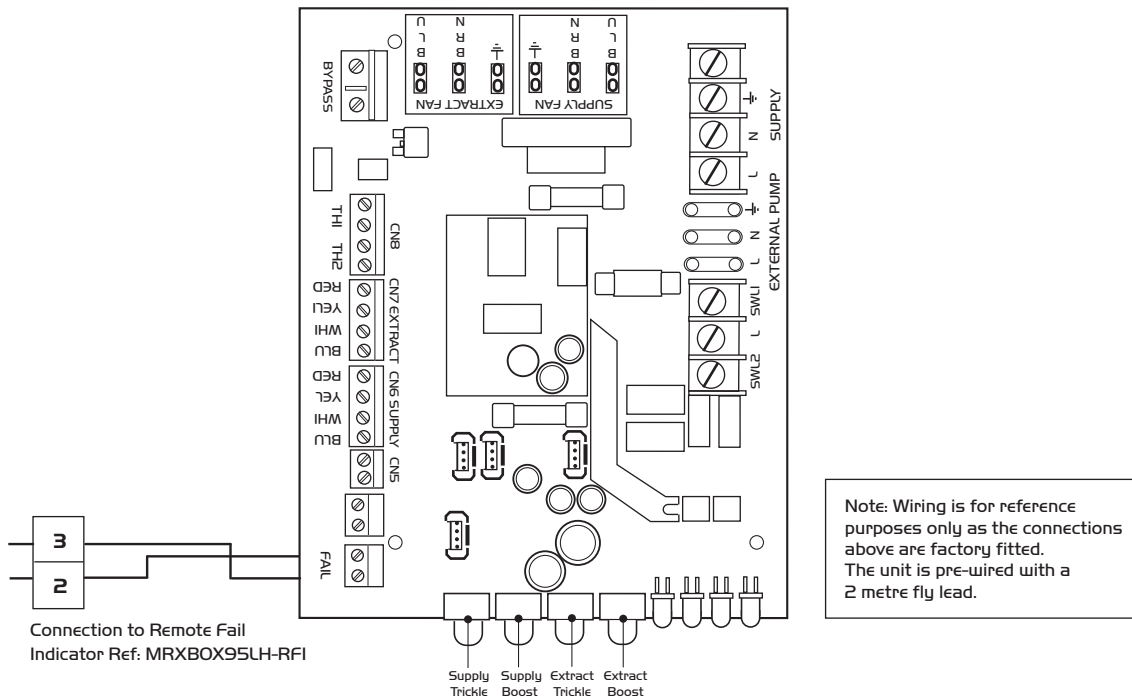 U L B
N R B
EXTRACT FAN
U L B
N R B
SUPPLY FAN
BYPASS
SUPPLY
N
L
EXTERNAL PUMP
N
L
SWL1
L
SWL2
TH1
TH2
CN8
RED
YEL1
WHI
BLU
CN7 EXTRACT
RED
YEL
WHI
BLU
CN6 SUPPLY
CN5
FAIL
3
2
Connection to Remote Fail
Indicator Ref: MRXBOX95LH-RFI
Supply
Trickle
Supply
Boost
Extract
Trickle
Extract
Boost
Note: Wiring is for reference
purposes only as the connections
above are factory fitted.
The unit is pre-wired with a
2 metre fly lead.